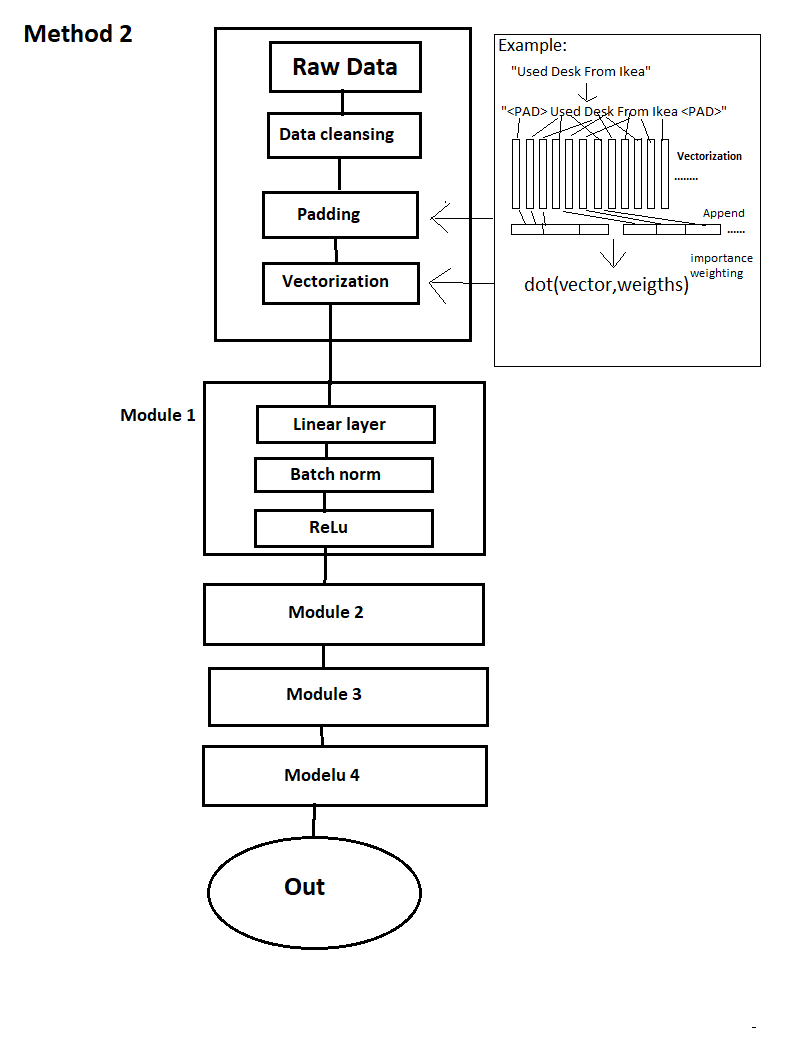 Method 2
Raw Data
Data cleansing
Padding
Vectorization
Example:
"Used Desk From Ikea"
"<PAD> Used Desk From Ikea <PAD>"
Vectorization
........
Append
......
importance
weighting
dot(vector,weigths)
Module 1
Linear layer
Batch norm
ReLu
Module 2
Module 3
Modelu 4
Out
-